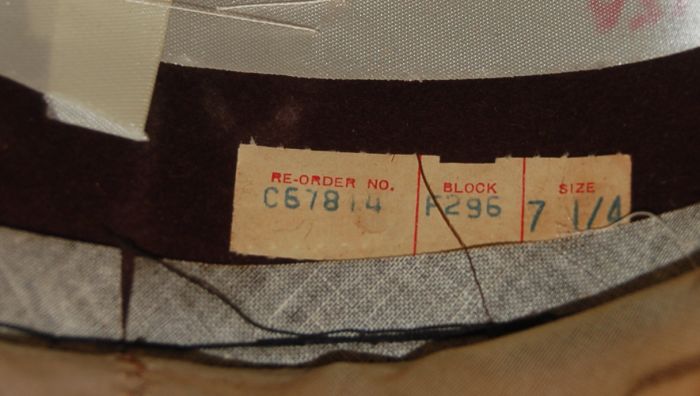 RE-ORDER NO. BLOCK SIZE
C67814 F296 7 1/4